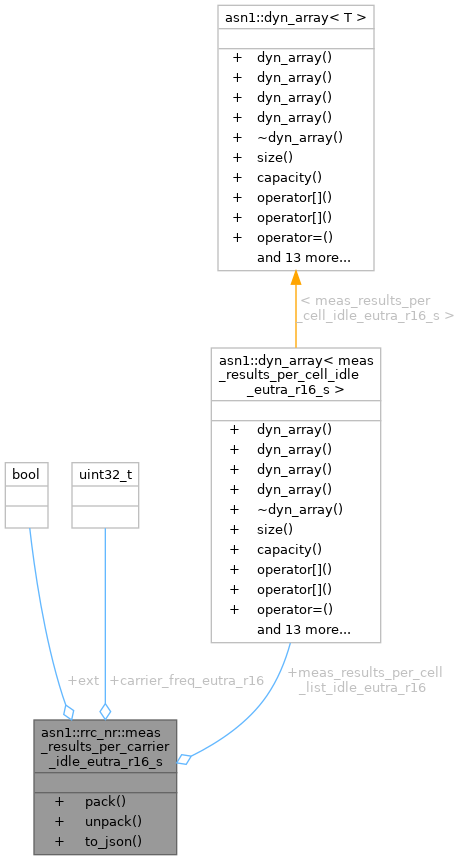 asn1::dyn_array< T >
+ dyn_array()
+ dyn_array()
+ dyn_array()
+ dyn_array()
+ ~dyn_array()
+ size()
+ capacity()
+ operator[]()
+ operator[]()
+ operator=()
and 13 more...
< meas_results_per
_cell_idle_eutra_r16_s >
asn1::dyn_array< meas
_results_per_cell_idle
_eutra_r16_s >
+ dyn_array()
+ dyn_array()
+ dyn_array()
+ dyn_array()
+ ~dyn_array()
+ size()
+ capacity()
+ operator[]()
+ operator[]()
+ operator=()
and 13 more...
bool
uint32_t
+ext
+carrier_freq_eutra_r16
+meas_results_per_cell
_list_idle_eutra_r16
asn1::rrc_nr::meas
_results_per_carrier
_idle_eutra_r16_s
+ pack()
+ unpack()
+ to_json()